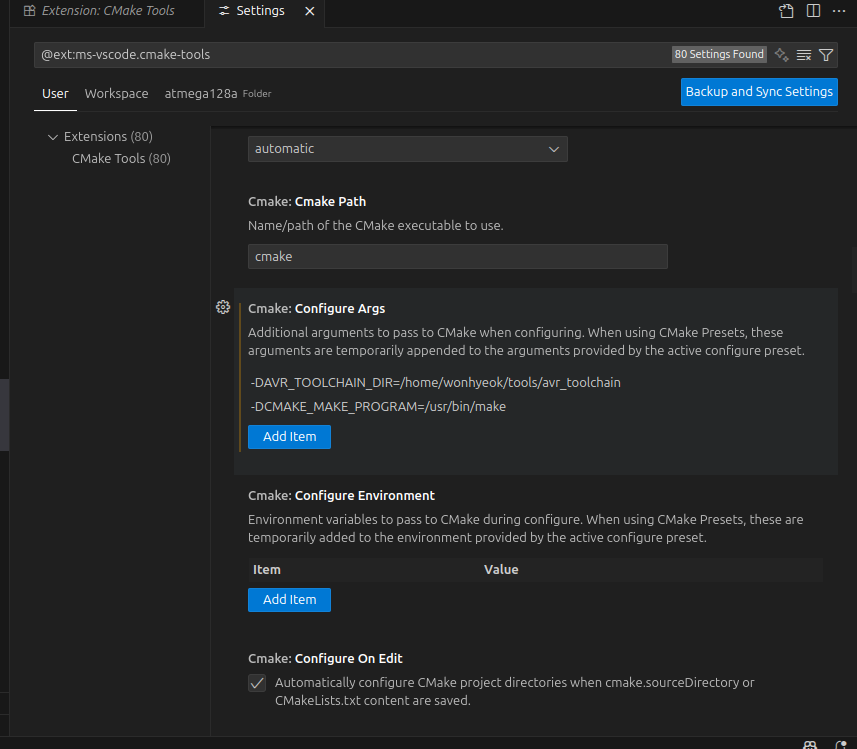 Extension: CMake Tools
Settings
@ext:ms-vscode.cmake-tools
80 Settings Found
User
Workspace
atmega128a Folder
Backup and Sync Settings
Extensions (80)
CMake Tools (80)
automatic
Cmake: Cmake Path
Name/path of the CMake executable to use.
cmake
Cmake: Configure Args
Additional arguments to pass to CMake when configuring. When using CMake Presets, these
arguments are temporarily appended to the arguments provided by the active configure preset.
-DAVR_TOOLCHAIN_DIR=/home/wonhyeok/tools/avr_toolchain
-DCMAKE_MAKE_PROGRAM=/usr/bin/make
Add Item
Cmake: Configure Environment
Environment variables to pass to CMake during configure. When using CMake Presets, these are
temporarily added to the environment provided by the active configure preset.
Item Value
Add Item
Cmake: Configure On Edit
Automatically configure CMake project directories when cmake.sourceDirectory or
CMakeLists.txt content are saved.